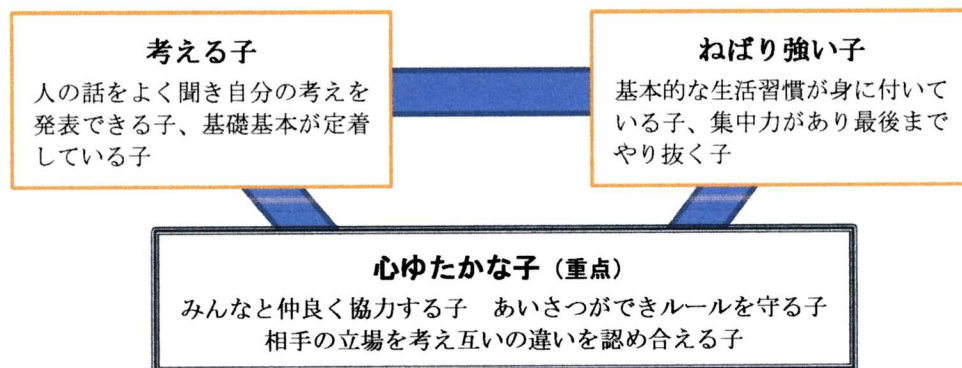 考える子
人の話をよく聞き自分の考えを
発表できる子、基礎基本が定着
している子
ねばり強い子
基本的な生活習慣が身に付いて
いる子、集中力があり最後まで
やり抜く子
心ゆたかな子（重点）
みんなと仲良く協力する子　あいさつができルールを守る子
相手の立場を考え互いの違いを認め合える子